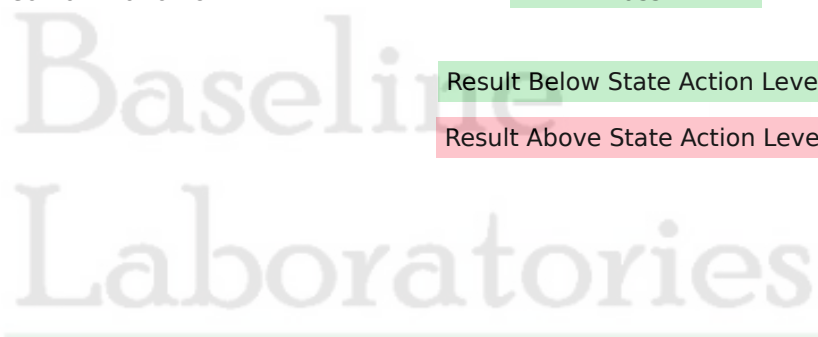 Baseline
Result Below State Action Leve
Result Above State Action Leve
Laboratories